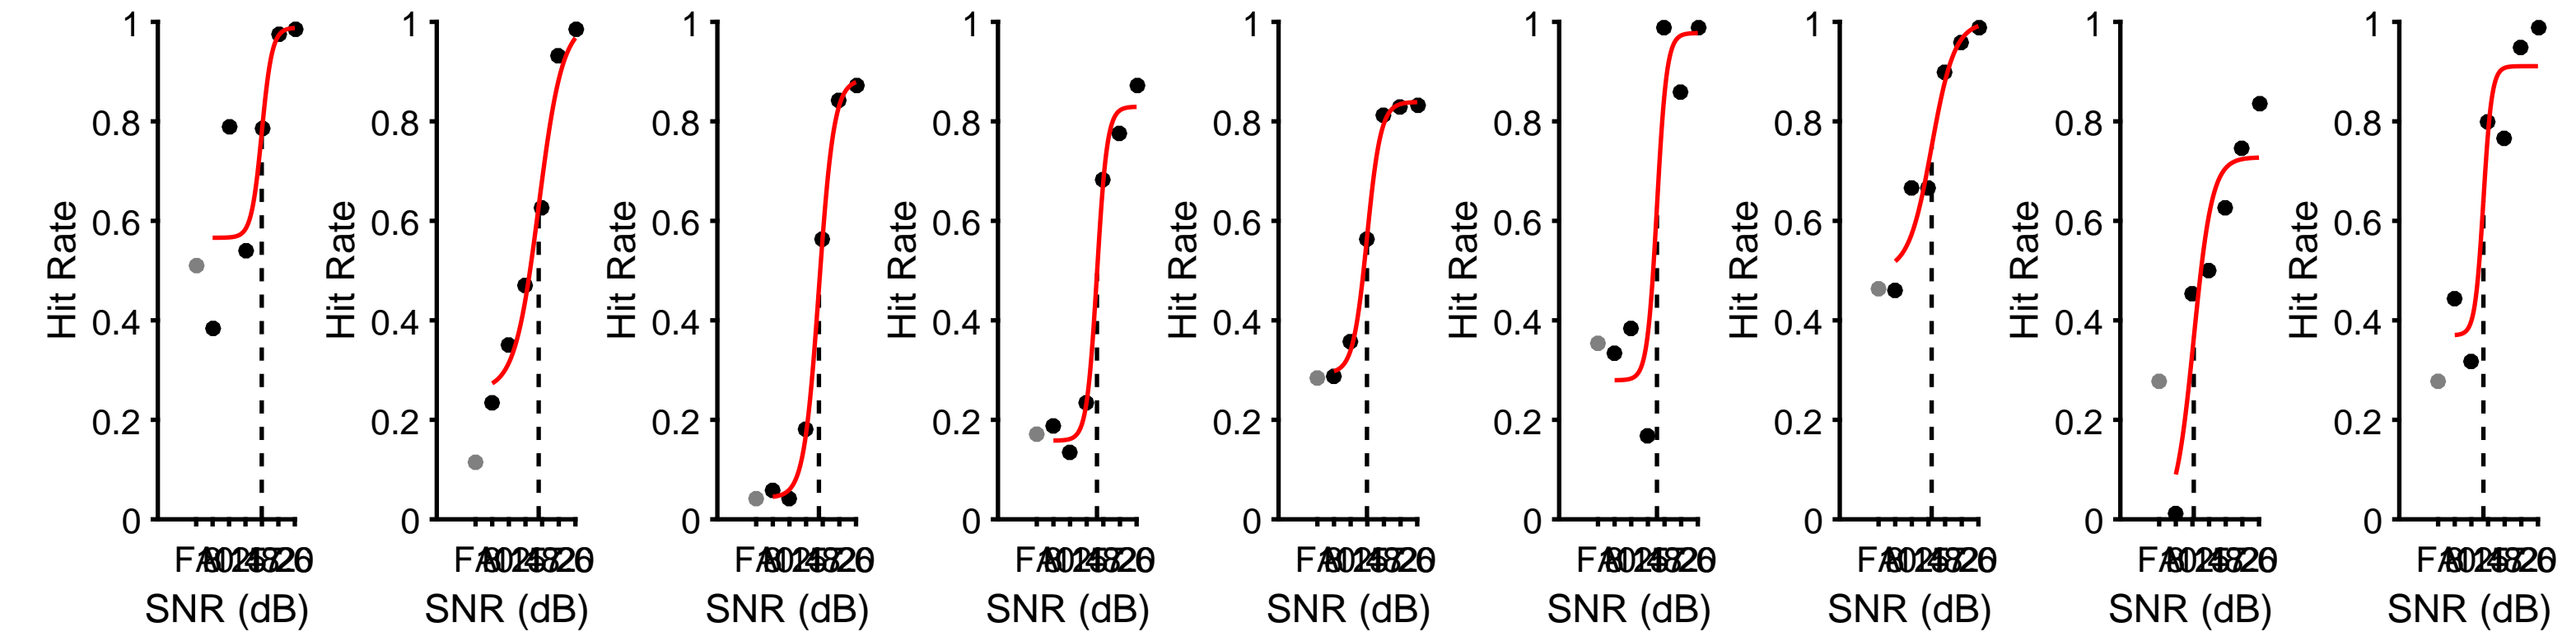 1 1 1 1 1 1 1 1 1
0.8 0.8 0.8 0.8 0.8 0.8 0.8 0.8 0.8
0.6 0.6 0.6 0.6 0.6 0.6 0.6 0.6 0.6
Hit Rate Hit Rate Hit Rate Hit Rate Hit Rate Hit Rate Hit Rate Hit Rate Hit Rate
0.4 0.4 0.4 0.4 0.4 0.4 0.4 0.4 0.4
0.2 0.2 0.2 0.2 0.2 0.2 0.2 0.2 0.2
0 0 0 0 0 0 0 0 0
SNR (dB) SNR (dB) SNR (dB) SNR (dB) SNR (dB) SNR (dB) SNR (dB) SNR (dB) SNR (dB)